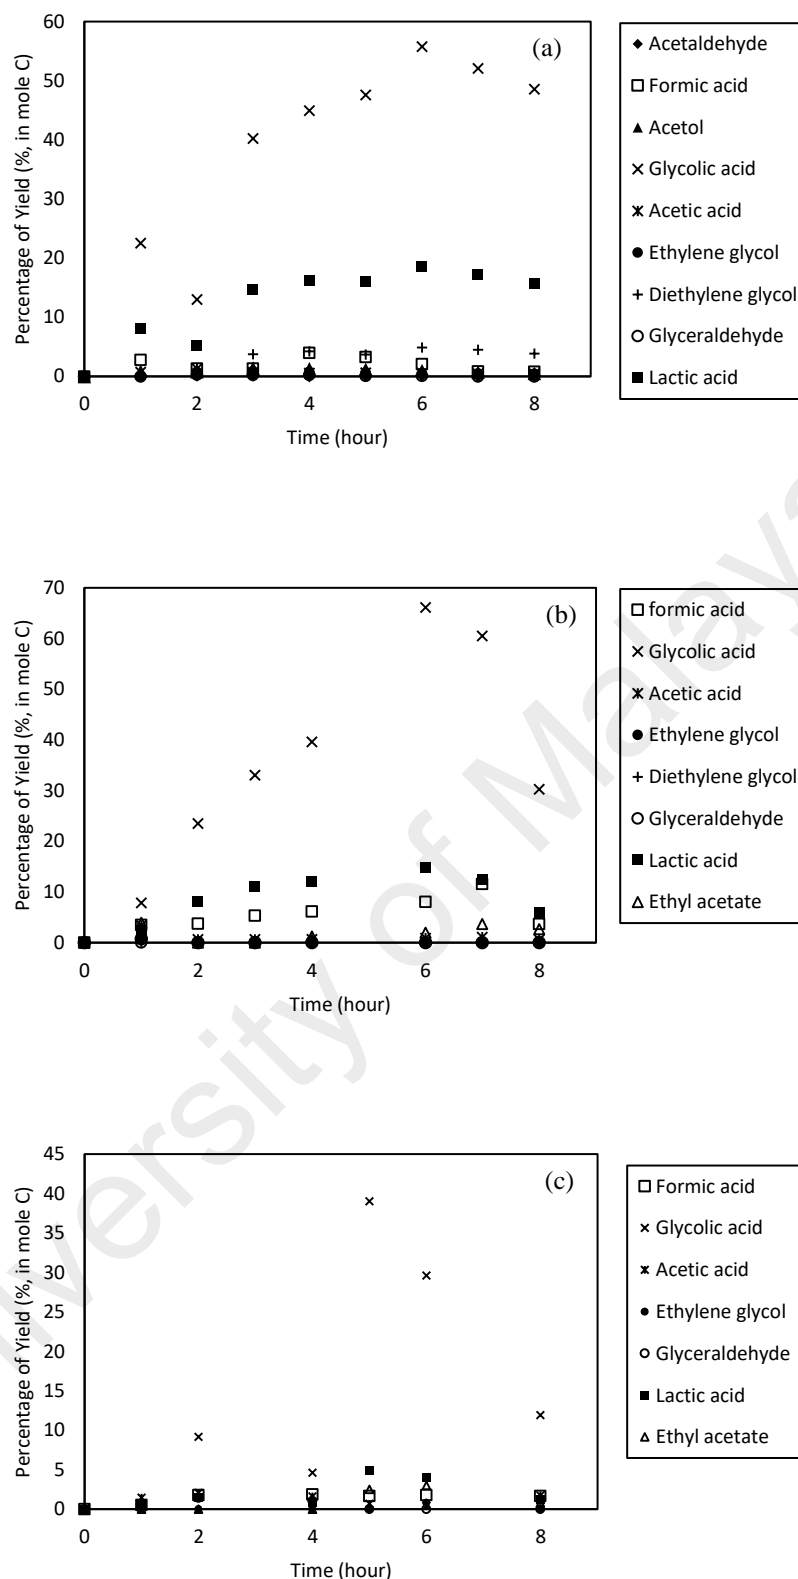 60
50
40
30
20
10
0
0
2
4
6
8
Percentage of Yield (%, in mole C)
Time (hour)
(a)
Acetaldehyde
Formic acid
Acetol
Glycolic acid
Acetic acid
Ethylene glycol
Diethylene glycol
Glyceraldehyde
Lactic acid
70
60
50
40
30
20
10
0
0
2
4
6
8
Percentage of Yield (%, in mole C)
Time (hour)
(b)
formic acid
Glycolic acid
Acetic acid
Ethylene glycol
Diethylene glycol
Glyceraldehyde
Lactic acid
Ethyl acetate
45
40
35
30
25
20
15
10
5
0
0
2
4
6
8
Percentage of Yield (%, in mole C)
Time (hour)
(c)
Formic acid
Glycolic acid
Acetic acid
Ethylene glycol
Glyceraldehyde
Lactic acid
Ethyl acetate
iversity of Malaya